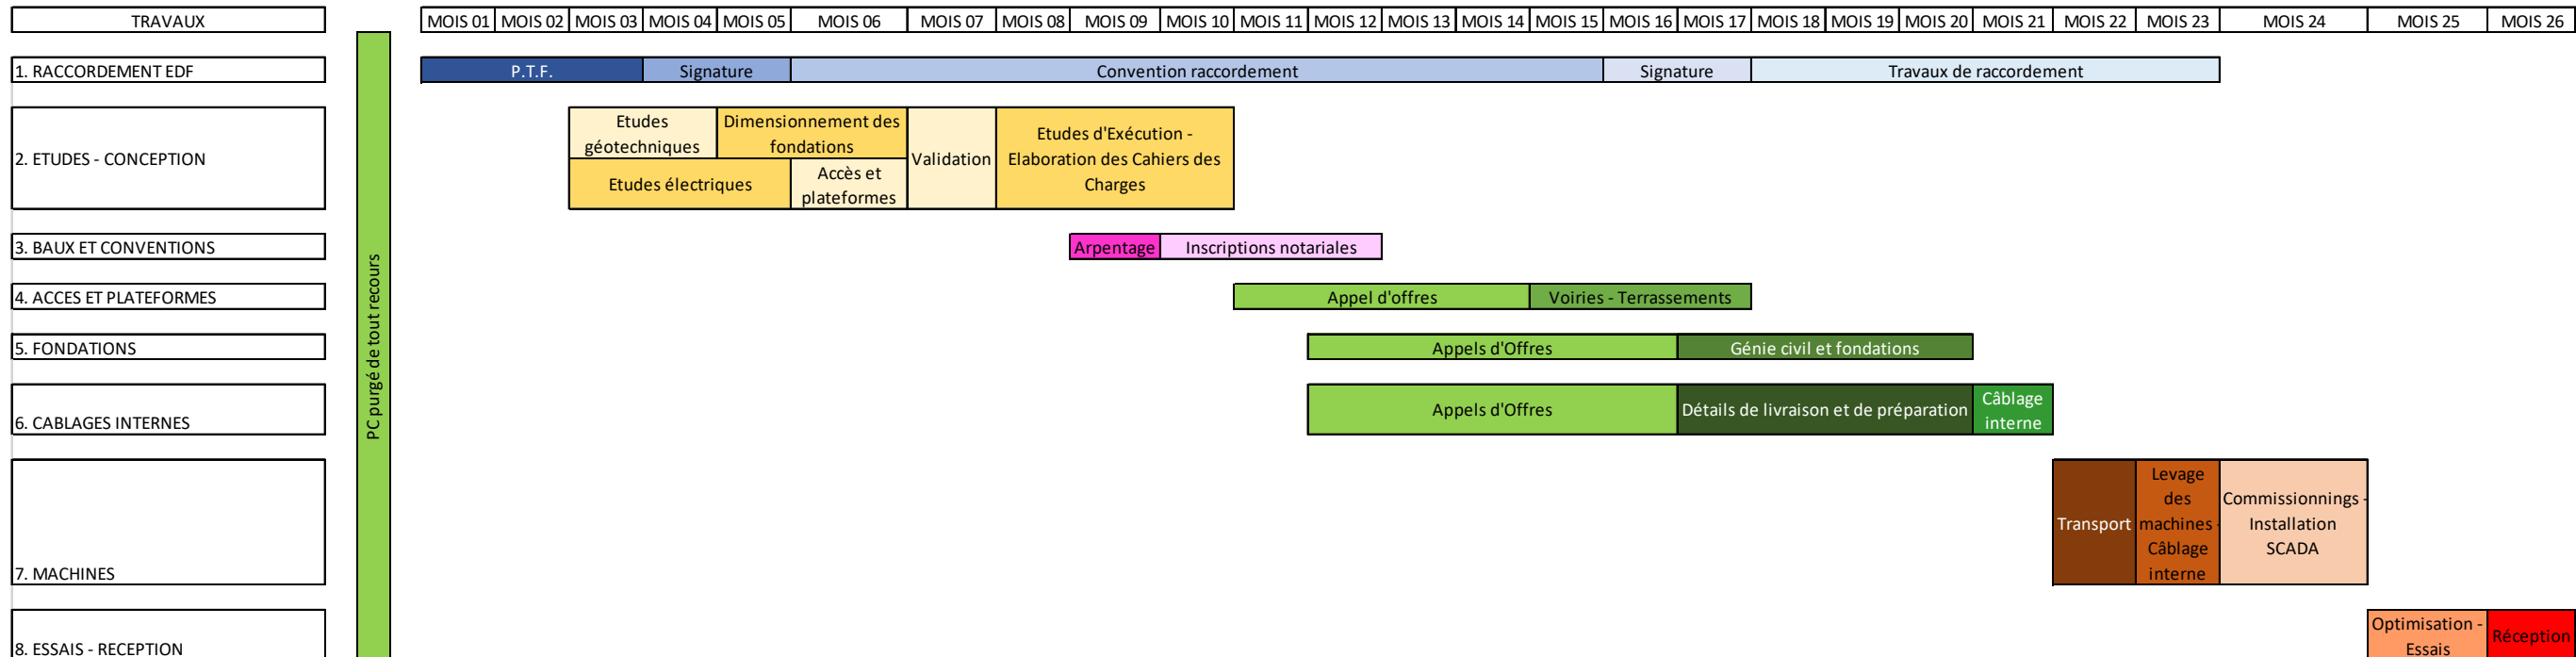 TRAVAUX
MOIS 01 MOIS 02 MOIS 03 MOIS 04 MOIS 05 MOIS 06 MOIS 07 MOIS 08 MOIS 09 MOIS 10 MOIS 11 MOIS 12 MOIS 13 MOIS 14 MOIS 15 MOIS 16 MOIS 17 MOIS 18 MOIS 19 MOIS 20 MOIS 21 MOIS 22 MOIS 23 MOIS 24 MOIS 25 MOIS 26
PC purgé de tout recours
1. RACCORDEMENT EDF
P.T.F.
Signature
Convention raccordement
Signature
Travaux de raccordement
2. ETUDES - CONCEPTION
Etudes
géotechniques
Dimensionnement des
fondations
Etudes électriques
Accès et
plateformes
Validation
Etudes d'Exécution -
Elaboration des Cahiers des
Charges
3. BAUX ET CONVENTIONS
Arpentage
Inscriptions notariales
4. ACCES ET PLATEFORMES
Appel d'offres
Voiries - Terrassements
5. FONDATIONS
Appels d'Offres
Génie civil et fondations
6. CABLAGES INTERNES
Appels d'Offres
Détails de livraison et de préparation
Câblage
interne
7. MACHINES
Transport
Levage
des
machines -
Câblage
interne
Commissionnings -
Installation
SCADA
8. ESSAIS - RECEPTION
Optimisation -
Essais
Réception